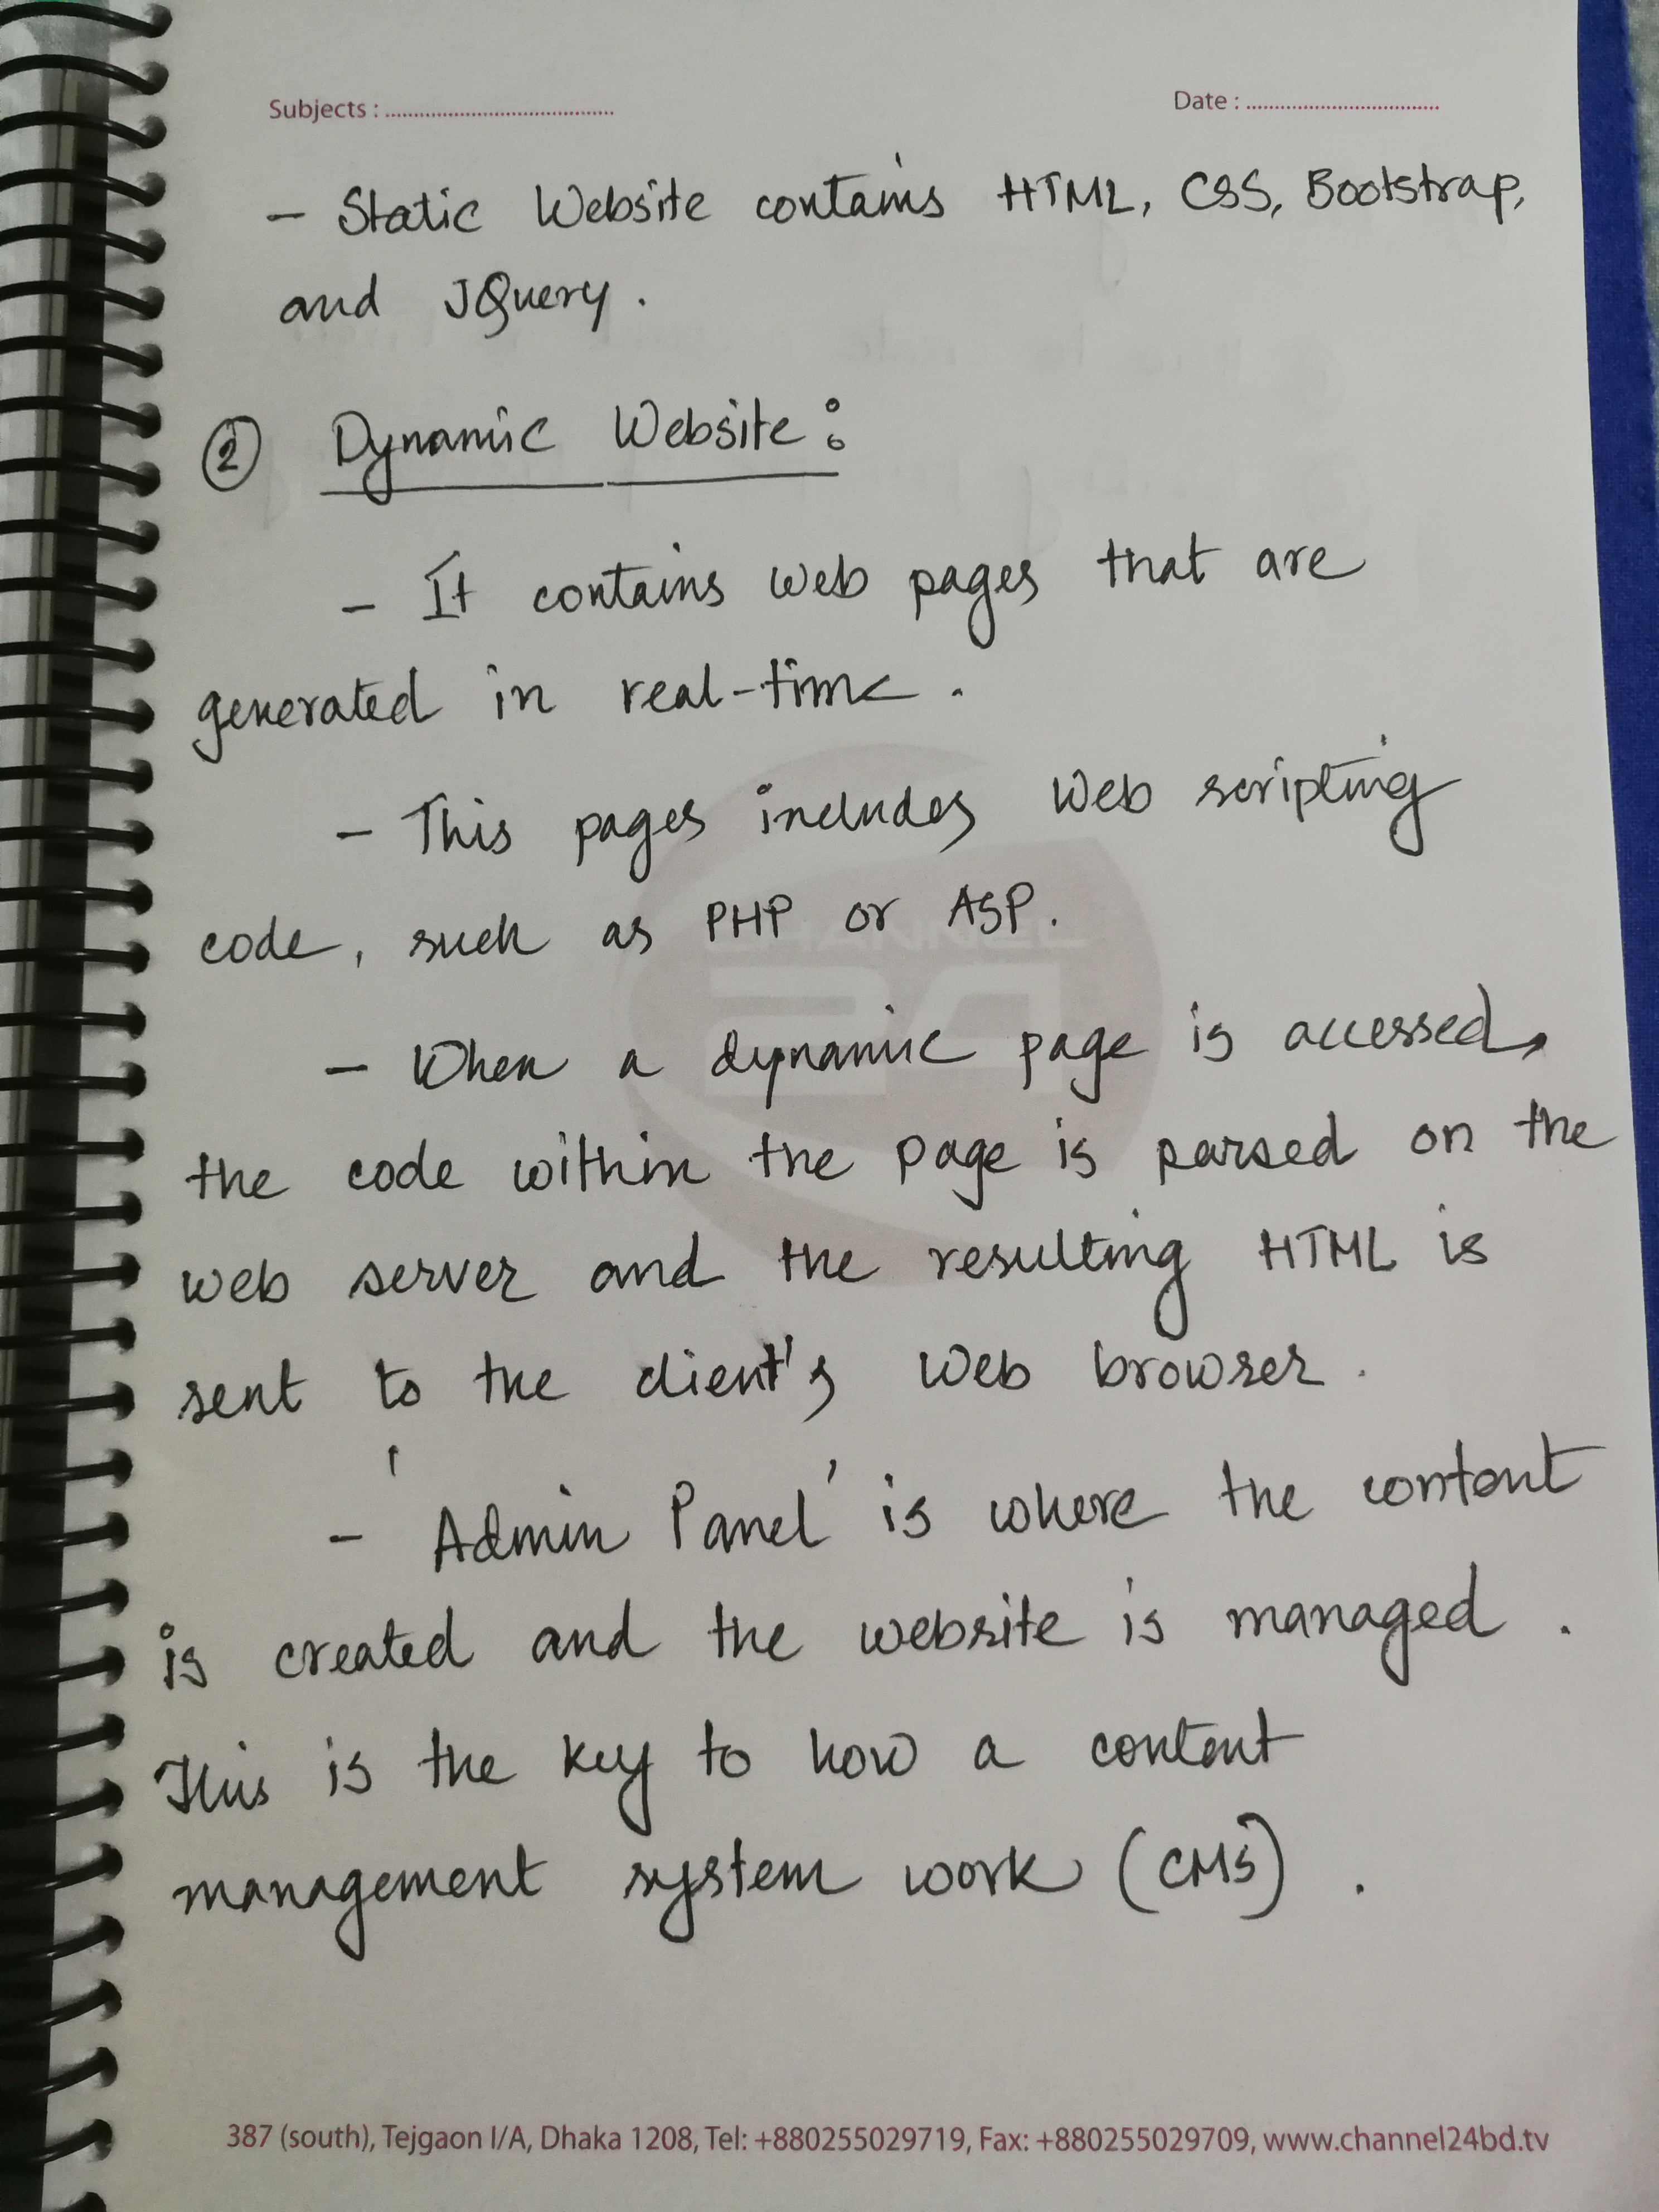 Subjects : ........................................
Date : ..................................
- Static Website contains HTML, CSS, Bootstrap,
and JQuery.
② Dynamic Website:
- It contains web pages that are
generated in real-time.
- This pages includes Web scripting
code, such as PHP or ASP.
CHANNEL
24
- When a dynamic page is accessed,
the code within the page is parsed on the
web server and the resulting HTML is
sent to the client's Web browser.
- 'Admin Panel' is where the content
is created and the website is managed.
This is the key to how a content
management system work (CMS).
387 (south), Tejgaon I/A, Dhaka 1208, Tel: +880255029719, Fax: +880255029709, www.channel24bd.tv